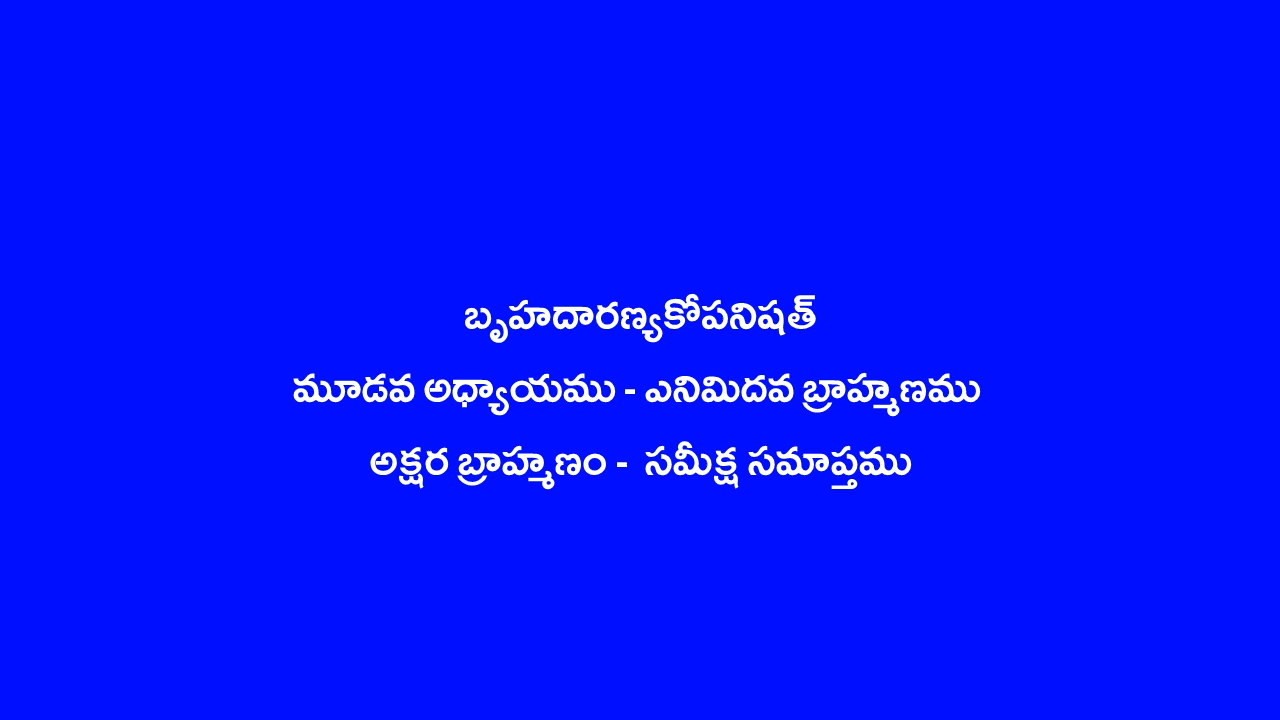 బృహదారణ్యకోపనిషత్
మూడవ అధ్యాయము - ఎనిమిదవ బ్రాహ్మణము
అక్షర బ్రాహ్మణం - సమీక్ష సమాప్తము